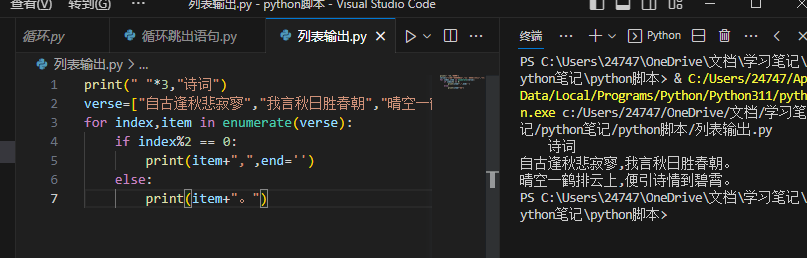 查看(V) 转到(G) ··· 列表输出.py - python脚本 - Visual Studio Code
循环.py 循环跳出语句.py 列表输出.py
列表输出.py > ...
1 print(" "*3,"诗词")
2 verse=["自古逢秋悲寂寥","我言秋日胜春朝","晴空一
3 for index,item in enumerate(verse):
4 if index%2 == 0:
5 print(item+",",end='')
6 else:
7 print(item+"。")
终端 Python
PS C:\Users\24747\OneDrive\文档\学习笔记\
ython笔记\python脚本> & C:/Users/24747/Ap
Data/Local/Programs/Python/Python311/pyth
n.exe c:/Users/24747/OneDrive/文档/学习笔
记/python笔记/python脚本/列表输出.py
诗词
自古逢秋悲寂寥,我言秋日胜春朝。
晴空一鹤排云上,便引诗情到碧霄。
PS C:\Users\24747\OneDrive\文档\学习笔记\
ython笔记\python脚本>